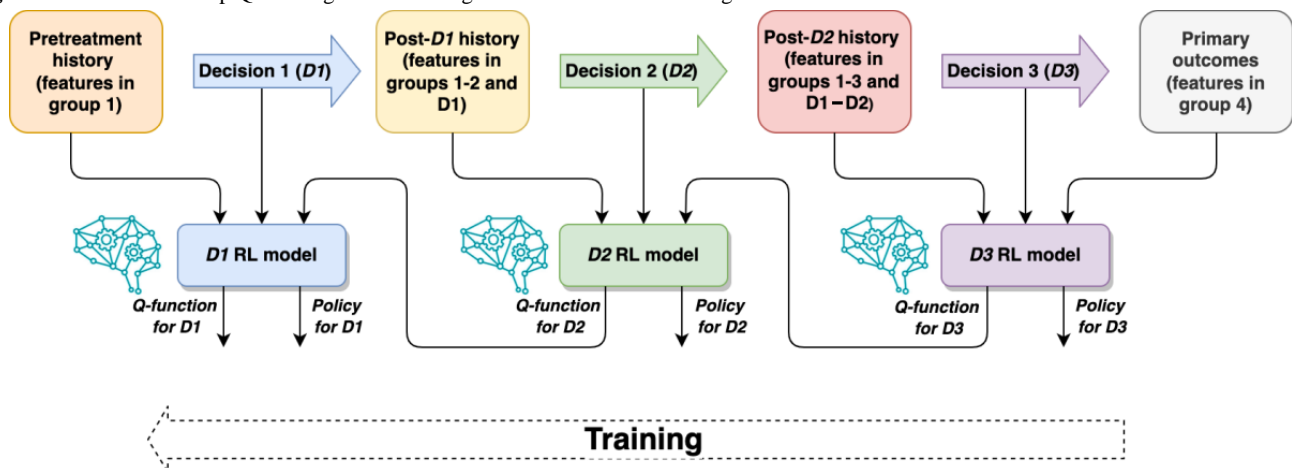 Pretreatment
history
(features in
group 1)
Decision 1 (D1)
Post-D1 history
(features in
groups 1-2 and
D1)
Decision 2 (D2)
Post-D2 history
(features in
groups 1-3 and
D1–D2)
Decision 3 (D3)
Primary
outcomes
(features in
group 4)
D1 RL model
D2 RL model
D3 RL model
Q-function
for D1
Policy
for D1
Q-function
for D2
Policy
for D2
Q-function
for D3
Policy
for D3
Training